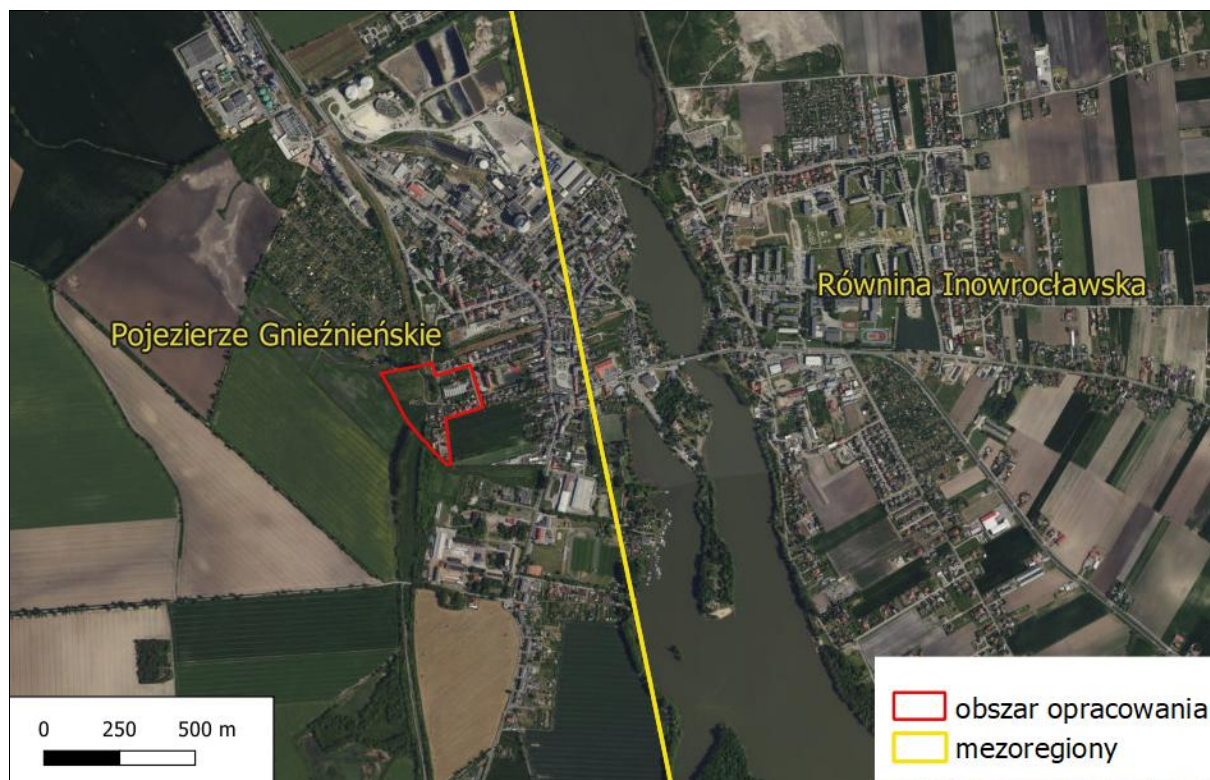 Równina Inowrocławska
Pojezierze Gnieźnieńskie
0 250 500 m
obszar opracowania
mezoregiony